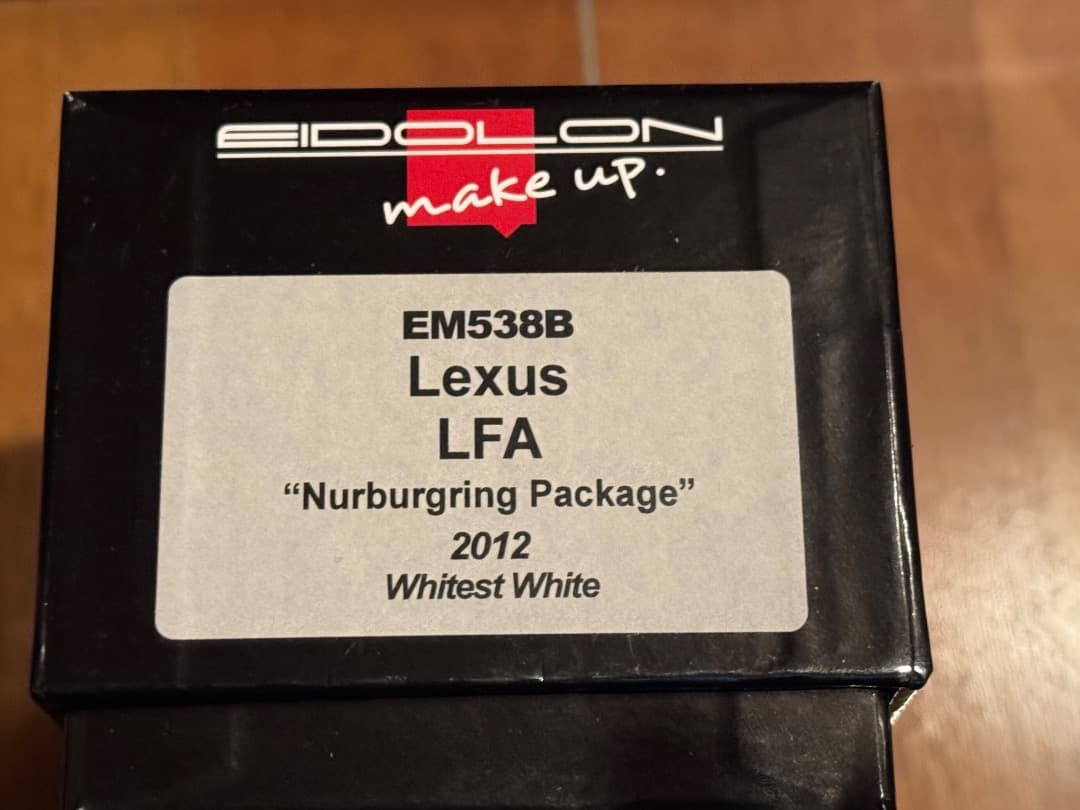 EIDOLON
make up.
EM538B
Lexus
LFA
“Nurburgring Package”
2012
Whitest White